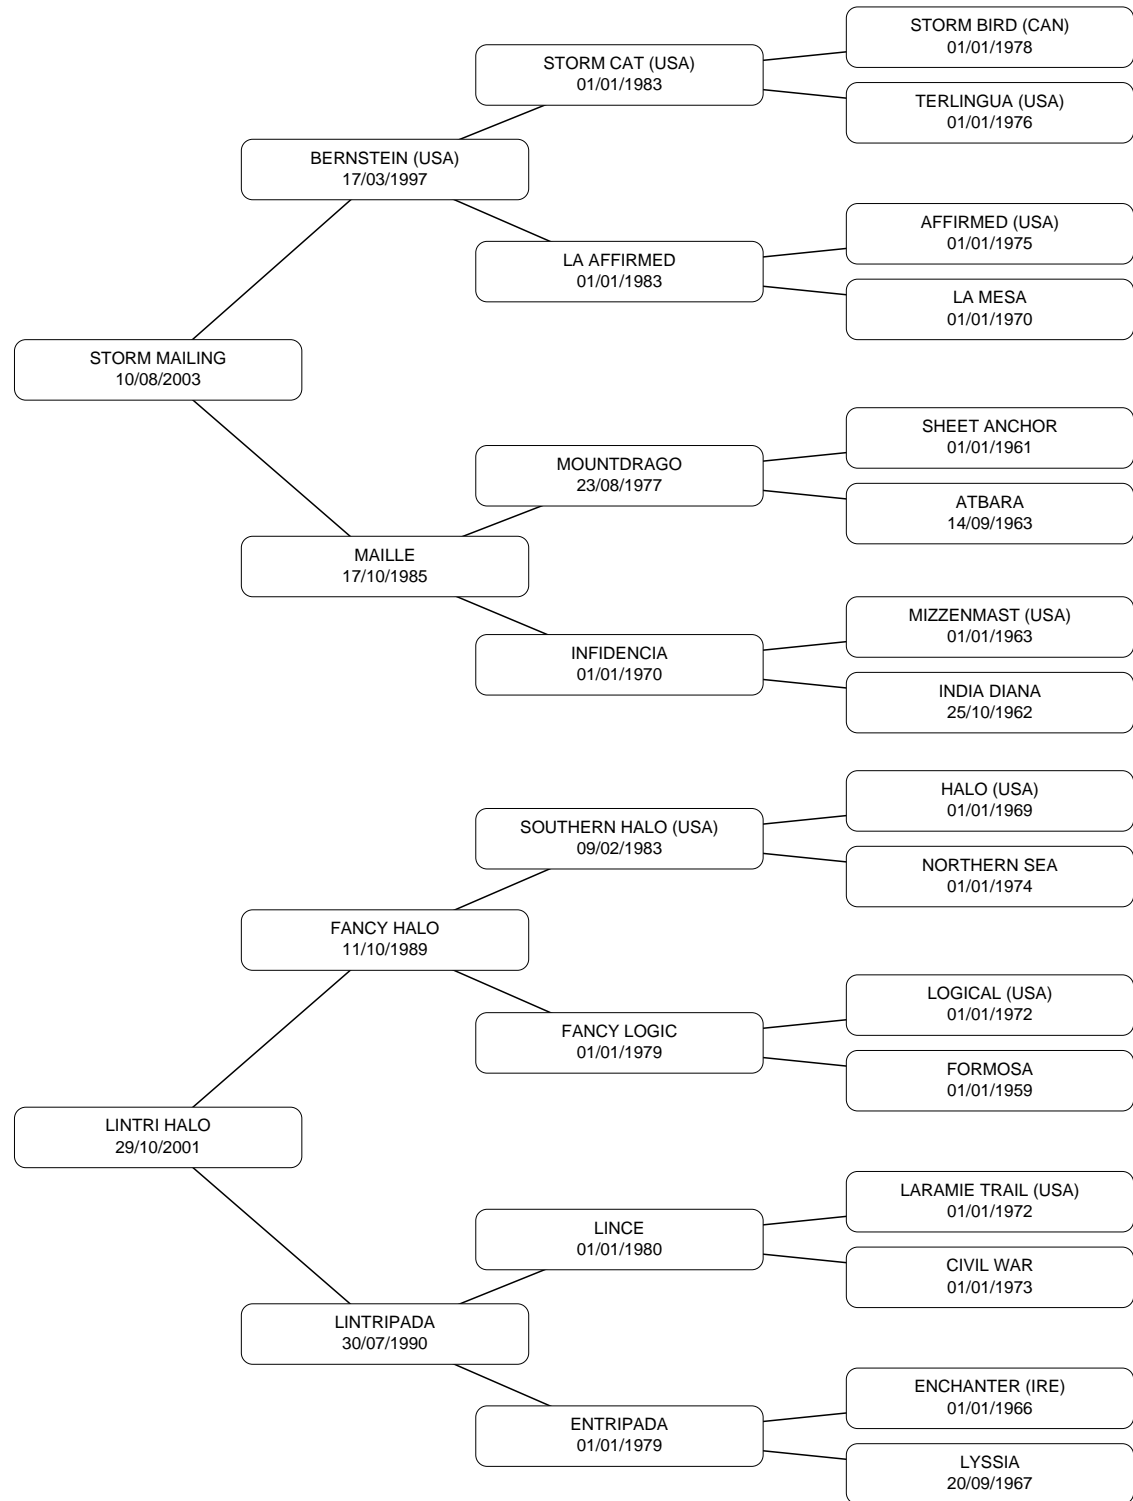 STORM BIRD (CAN)
01/01/1978
STORM CAT (USA)
01/01/1983
TERLINGUA (USA)
01/01/1976
BERNSTEIN (USA)
17/03/1997
AFFIRMED (USA)
01/01/1975
LA AFFIRMED
01/01/1983
LA MESA
01/01/1970
STORM MAILING
10/08/2003
SHEET ANCHOR
01/01/1961
MOUNTDRAGO
23/08/1977
ATBARA
14/09/1963
MAILLE
17/10/1985
MIZZENMAST (USA)
01/01/1963
INFIDENCIA
01/01/1970
INDIA DIANA
25/10/1962
HALO (USA)
01/01/1969
SOUTHERN HALO (USA)
09/02/1983
NORTHERN SEA
01/01/1974
FANCY HALO
11/10/1989
LOGICAL (USA)
01/01/1972
FANCY LOGIC
01/01/1979
FORMOSA
01/01/1959
LINTRI HALO
29/10/2001
LARAMIE TRAIL (USA)
01/01/1972
LINCE
01/01/1980
CIVIL WAR
01/01/1973
LINTRIPADA
30/07/1990
ENCHANTER (IRE)
01/01/1966
ENTRIPADA
01/01/1979
LYSSIA
20/09/1967